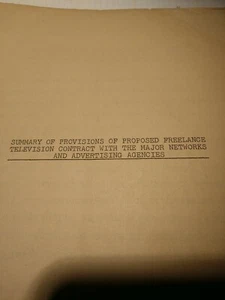 SUMMARY OF PROVISIONS OF PROPOSED FREELANCE
TELEVISION CONTRACT WITH THE MAJOR NETWORKS
AND ADVERTISING AGENCIES